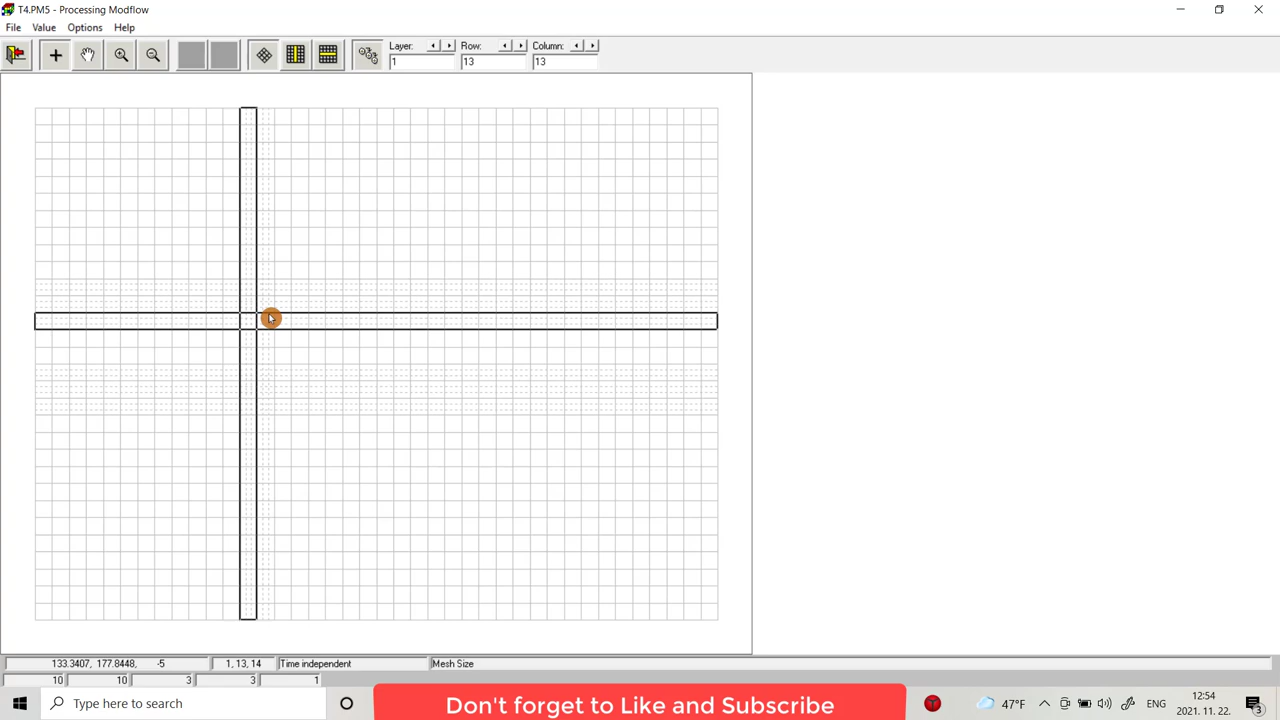 T4.PM5 - Processing Modflow
File Value Options Help
Layer: Row: Column:
1 13 13
133.3407, 177.8448, -5 1, 13, 14 Time independent Mesh Size
10 10 3 3 1
Type here to search
Don't forget to Like and Subscribe
47°F
ENG
12:54
2021. 11. 22.
3